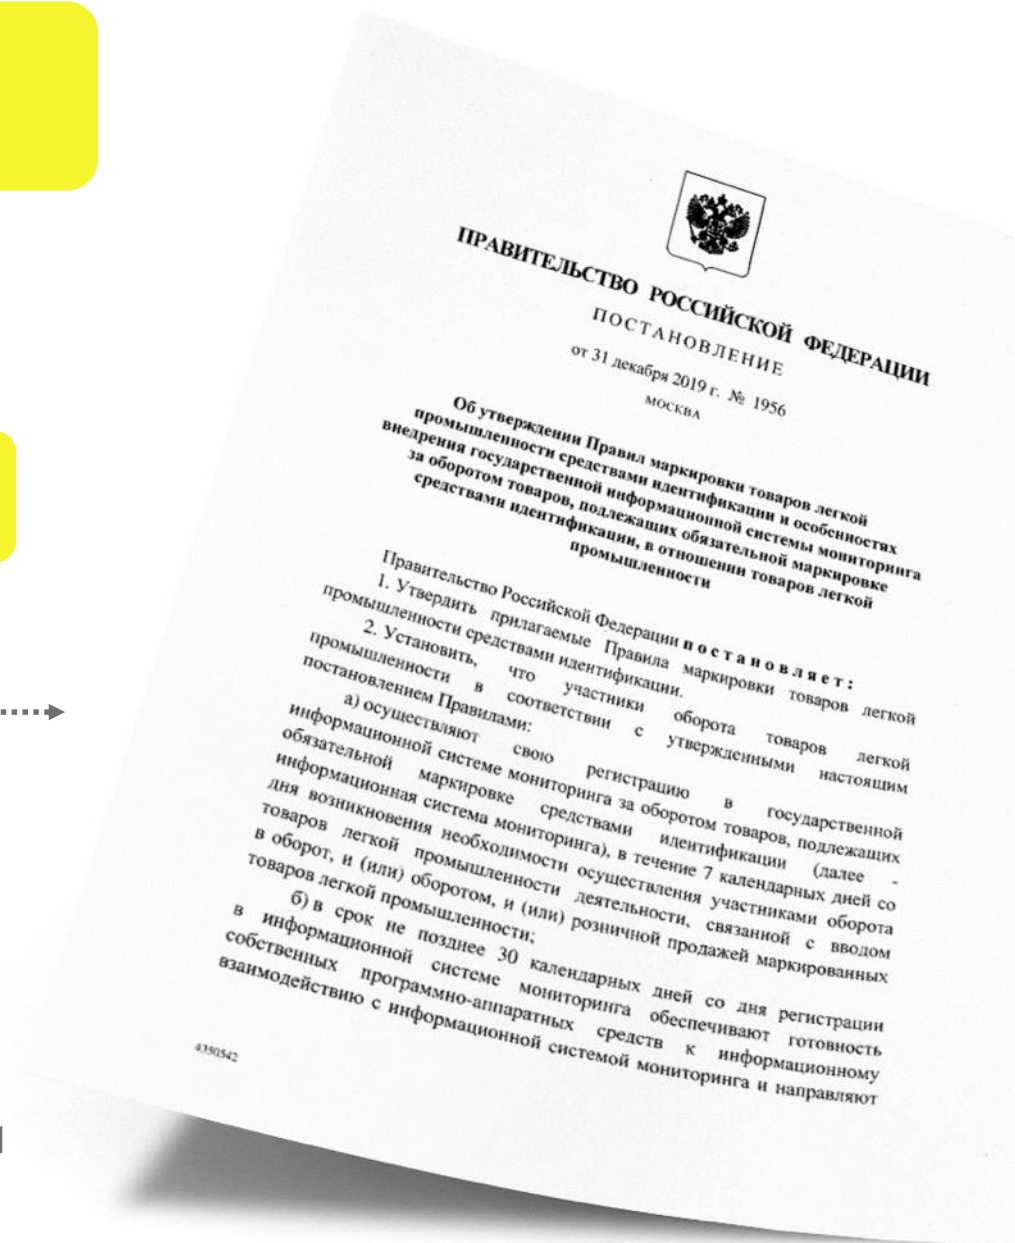 ПРАВИТЕЛЬСТВО РОССИЙСКОЙ ФЕДЕРАЦИИ
ПОСТАНОВЛЕНИЕ
от 31 декабря 2019 г. № 1956
МОСКВА
Об утверждении Правил маркировки товаров легкой
промышленности средствами идентификации и особенностях
внедрения государственной информационной системы мониторинга
за оборотом товаров, подлежащих обязательной маркировке
средствами идентификации, в отношении товаров легкой
промышленности
Правительство Российской Федерации постановляет:
1. Утвердить прилагаемые Правила маркировки товаров легкой
промышленности средствами идентификации.
2. Установить, что участники оборота товаров легкой
промышленности в соответствии с утвержденными настоящим
постановлением Правилами:
а) осуществляют свою регистрацию в государственной
информационной системе мониторинга за оборотом товаров, подлежащих
обязательной маркировке средствами идентификации (далее -
информационная система мониторинга), в течение 7 календарных дней со
дня возникновения необходимости осуществления участниками оборота
товаров легкой промышленности деятельности, связанной с вводом
в оборот, и (или) оборотом, и (или) розничной продажей маркированных
товаров легкой промышленности;
б) в срок не позднее 30 календарных дней со дня регистрации
в информационной системе мониторинга обеспечивают готовность
собственных программно-аппаратных средств к информационному
взаимодействию с информационной системой мониторинга и направляют
4350542